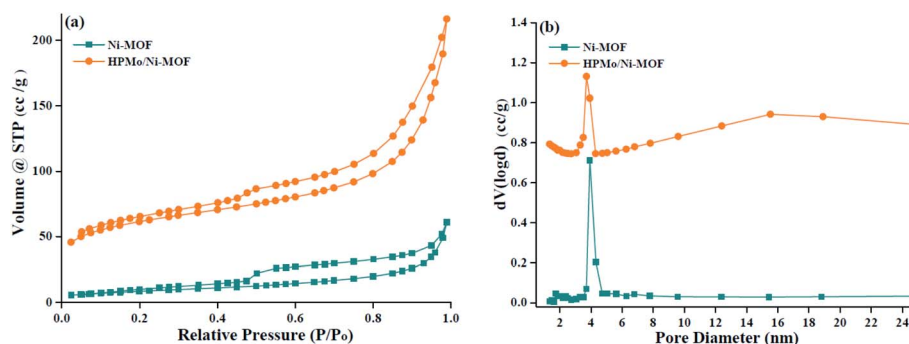 (a)
Ni-MOF
HPMo/Ni-MOF
Volume @ STP (cc /g)
200
150
100
50
0
0.0 0.2 0.4 0.6 0.8 1.0
Relative Pressure (P/Po)
(b)
Ni-MOF
HPMo/Ni-MOF
dV(logd) (cc/g)
1.4
1.2
1.0
0.8
0.6
0.4
0.2
0.0
2 4 6 8 10 12 14 16 18 20 22 24
Pore Diameter (nm)